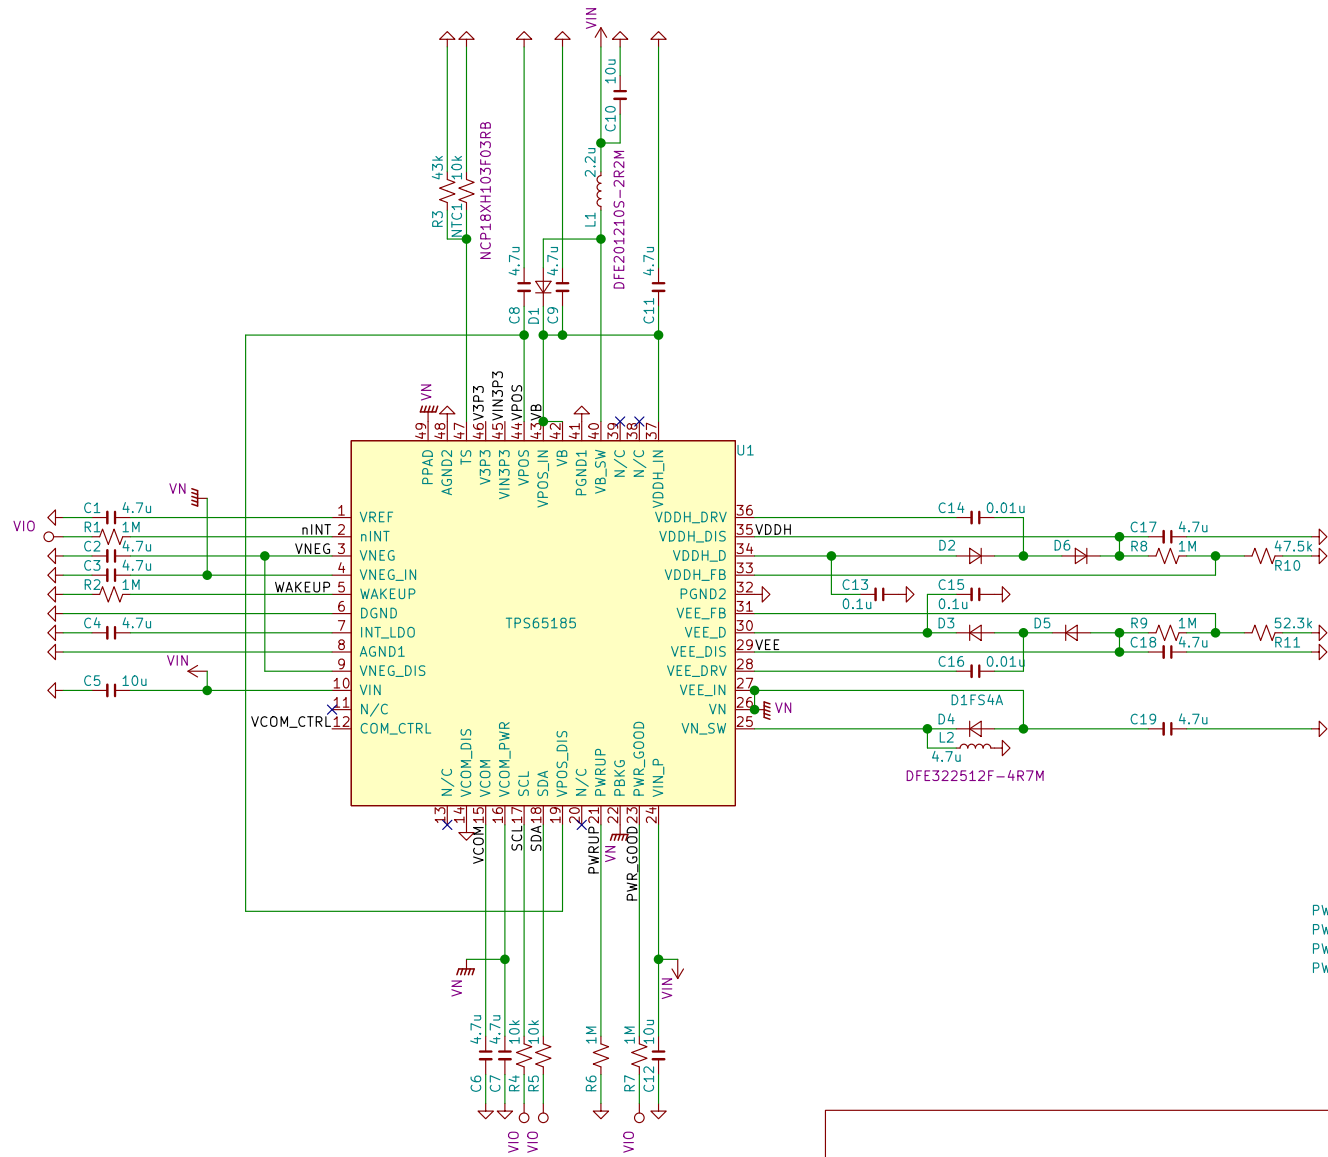 VIN
10u
C10
43k
10k
R3
NTC1
NCP18XH103F03RB
2.2u
L1
DFE201210S-2R2M
4.7u
C8
D1
4.7u
C9
4.7u
C11
VN
V3P3
VIN3P3
VPOS
VB
49
48
47
46
45
44
43
42
41
40
39
38
37
U1
PPAD
AGND2
TS
V3P3
VIN3P3
VPOS
VPOS_IN
VB
PGND1
VB_SW
N/C
N/C
VDDH_IN
VN
VIO
C1 4.7u
1 VREF
R1 1M
nINT 2 nINT
C2 4.7u
VNEG 3 VNEG
C3 4.7u
4 VNEG_IN
R2 1M
WAKEUP 5 WAKEUP
6 DGND
C4 4.7u
7 INT_LDO
8 AGND1
VIN
9 VNEG_DIS
C5 10u
10 VIN
11 N/C
VCOM_CTRL 12 COM_CTRL
TPS65185
VDDH_DRV 36
C14 0.01u
VDDH_DIS 35 VDDH
C17 4.7u
VDDH_D 34
D2
D6
R8 1M
47.5k
R10
VDDH_FB 33
PGND2 32
C13
0.1u
C15
0.1u
VEE_FB 31
VEE_D 30
D3
D5
R9 1M
52.3k
R11
VEE_DIS 29 VEE
C18 4.7u
VEE_DRV 28
C16 0.01u
VEE_IN 27
D1FS4A
VN 26
VN
VN_SW 25
D4
C19 4.7u
L2
4.7u
DFE322512F-4R7M
N/C
VCOM_DIS
VCOM
VCOM_PWR
SCL
SDA
VPOS_DIS
N/C
PWRUP
PBKG
PWR_GOOD
VIN_P
13
14
15
16
17
18
19
20
21
22
23
24
VCOM
SCL
SDA
PWRUP
VN
PWR_GOOD
PW
PW
PW
PW
VN
VIN
4.7u
C6
4.7u
C7
10k
R4
10k
R5
1M
R6
1M
R7
10u
C12
VIO
VIO
VIO